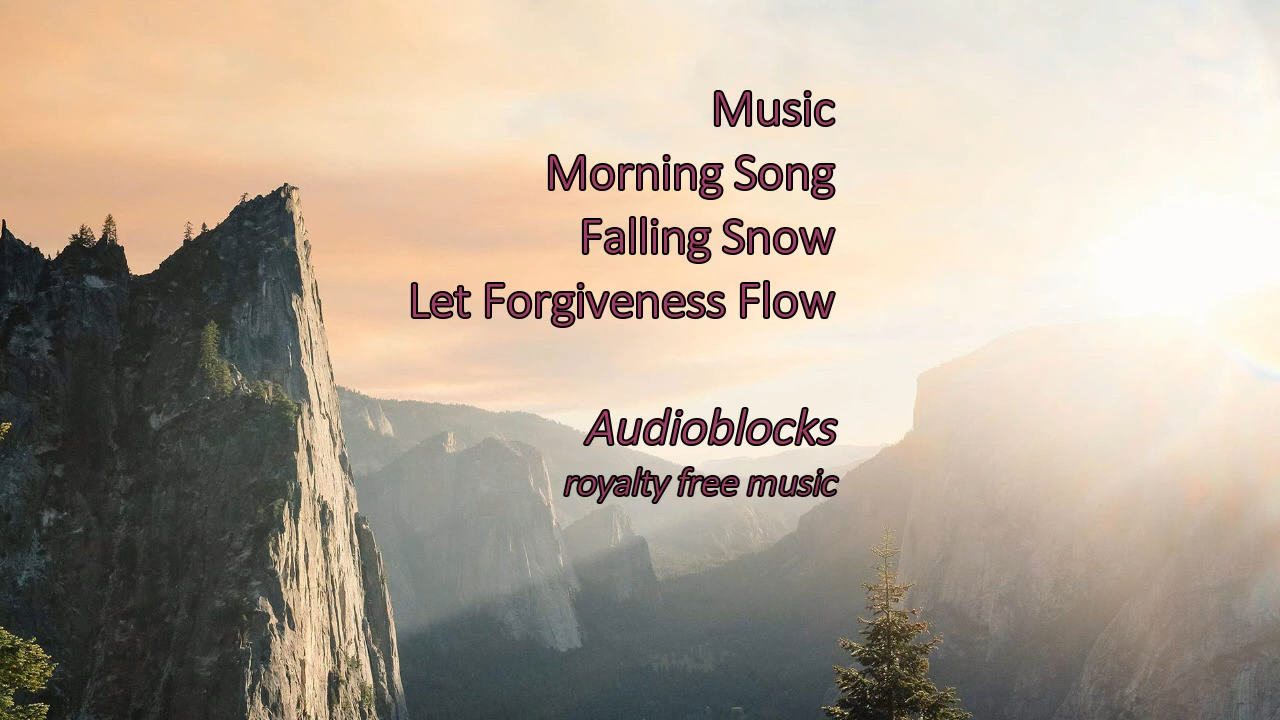 Music
Morning Song
Falling Snow
Let Forgiveness Flow
Audioblocks
royalty free music